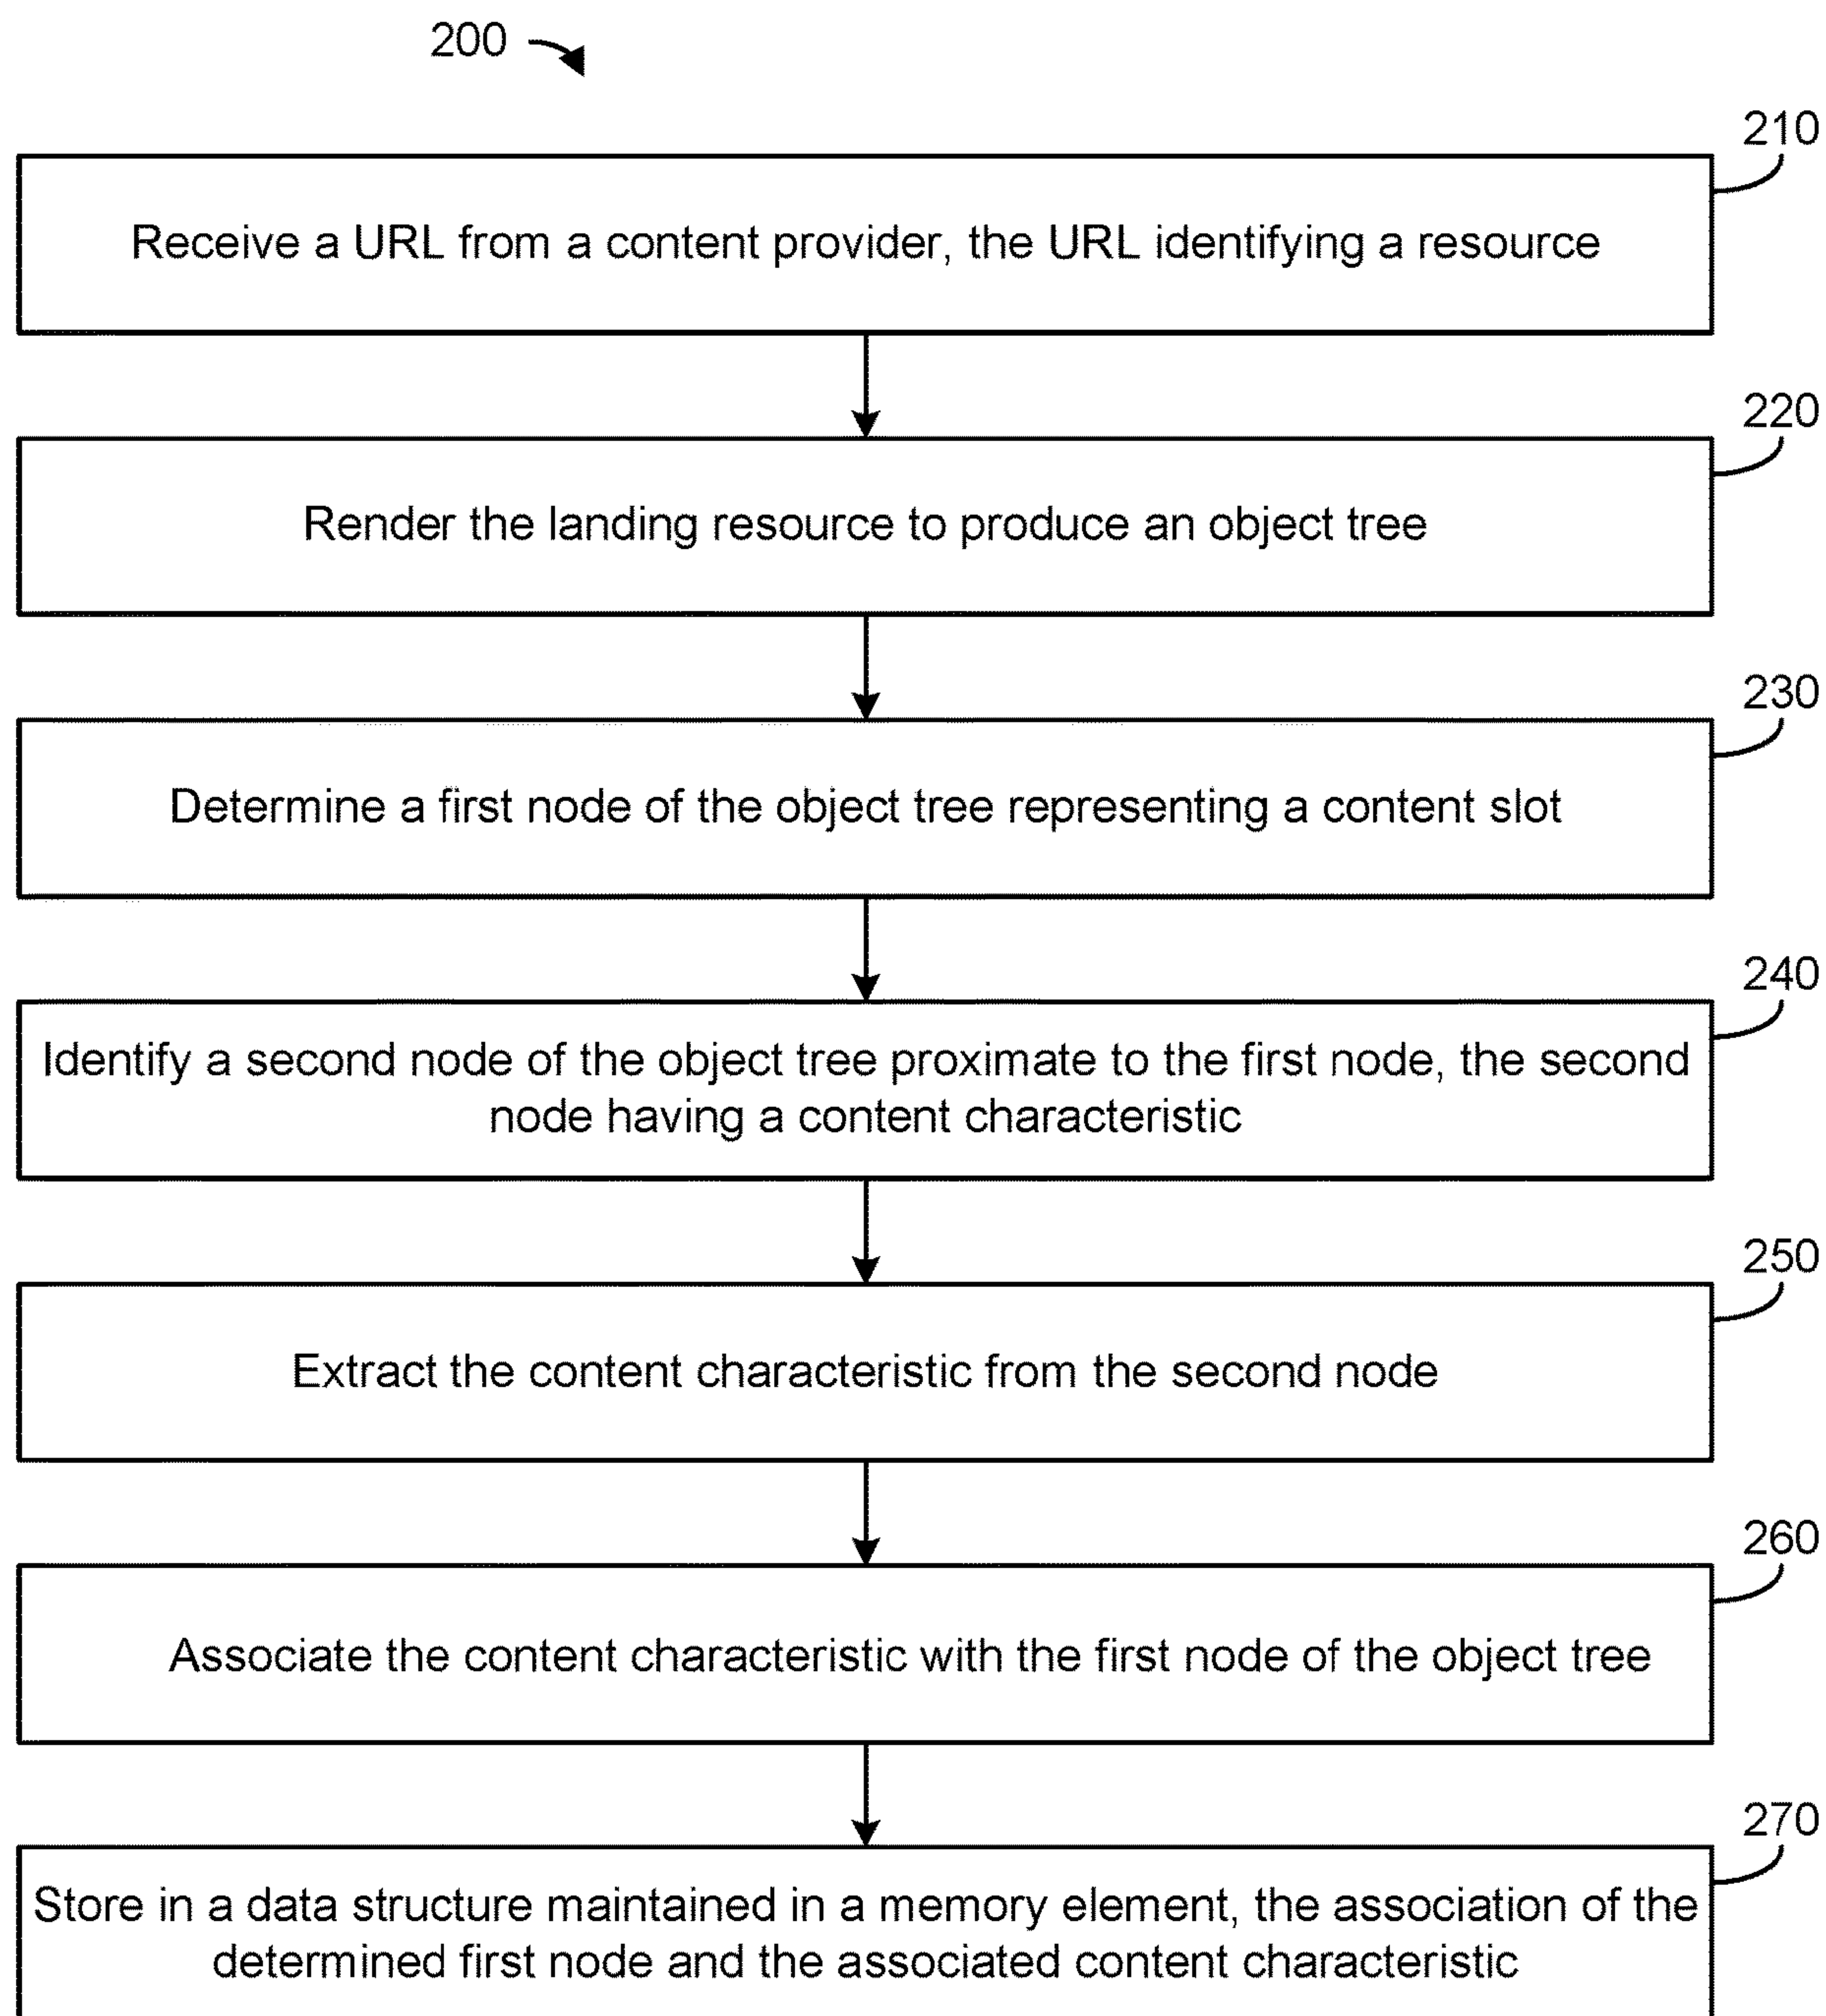 200
210
Receive a URL from a content provider, the URL identifying a resource
220
Render the landing resource to produce an object tree
230
Determine a first node of the object tree representing a content slot
240
Identify a second node of the object tree proximate to the first node, the second
node having a content characteristic
250
Extract the content characteristic from the second node
260
Associate the content characteristic with the first node of the object tree
270
Store in a data structure maintained in a memory element, the association of the
determined first node and the associated content characteristic